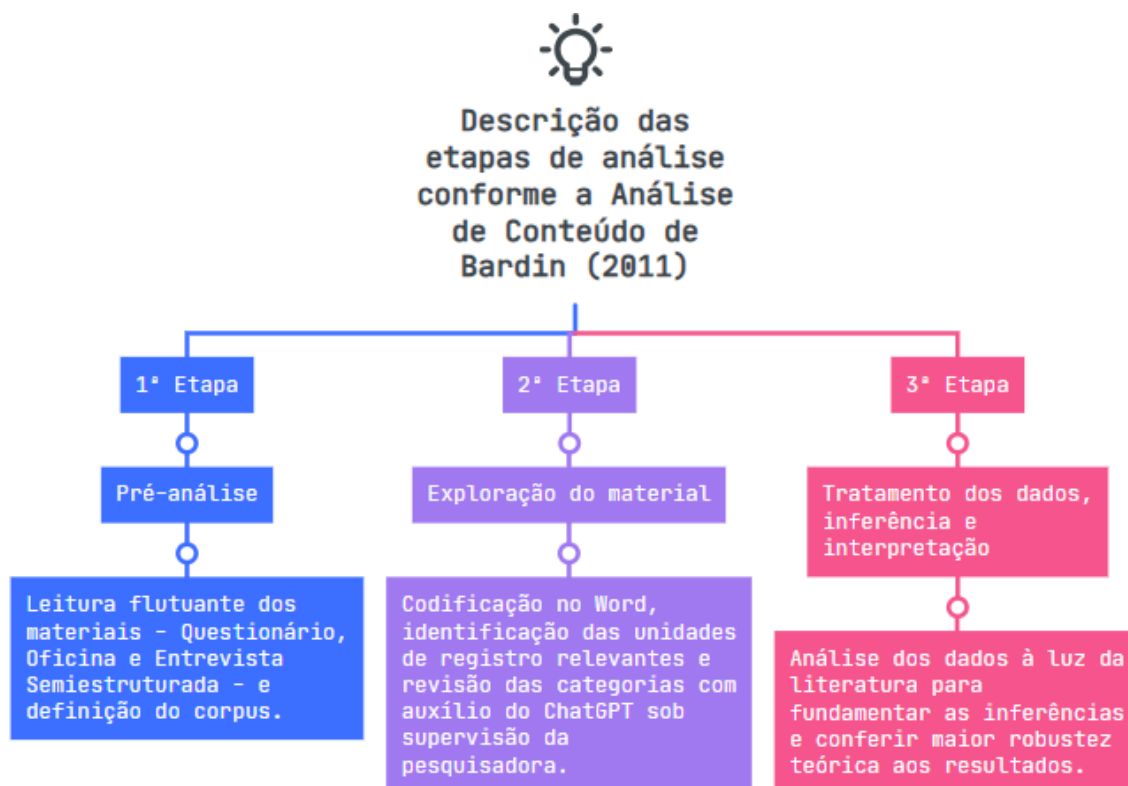 Descrição das
etapas de análise
conforme a Análise
de Conteúdo de
Bardin (2011)
1ª Etapa
Pré-análise
Leitura flutuante dos
materiais - Questionário,
Oficina e Entrevista
Semiestruturada - e
definição do corpus.
2ª Etapa
Exploração do material
Codificação no Word,
identificação das unidades
de registro relevantes e
revisão das categorias com
auxílio do ChatGPT sob
supervisão da
pesquisadora.
3ª Etapa
Tratamento dos dados,
inferência e
interpretação
Análise dos dados à luz da
literatura para
fundamentar as inferências
e conferir maior robustez
teórica aos resultados.